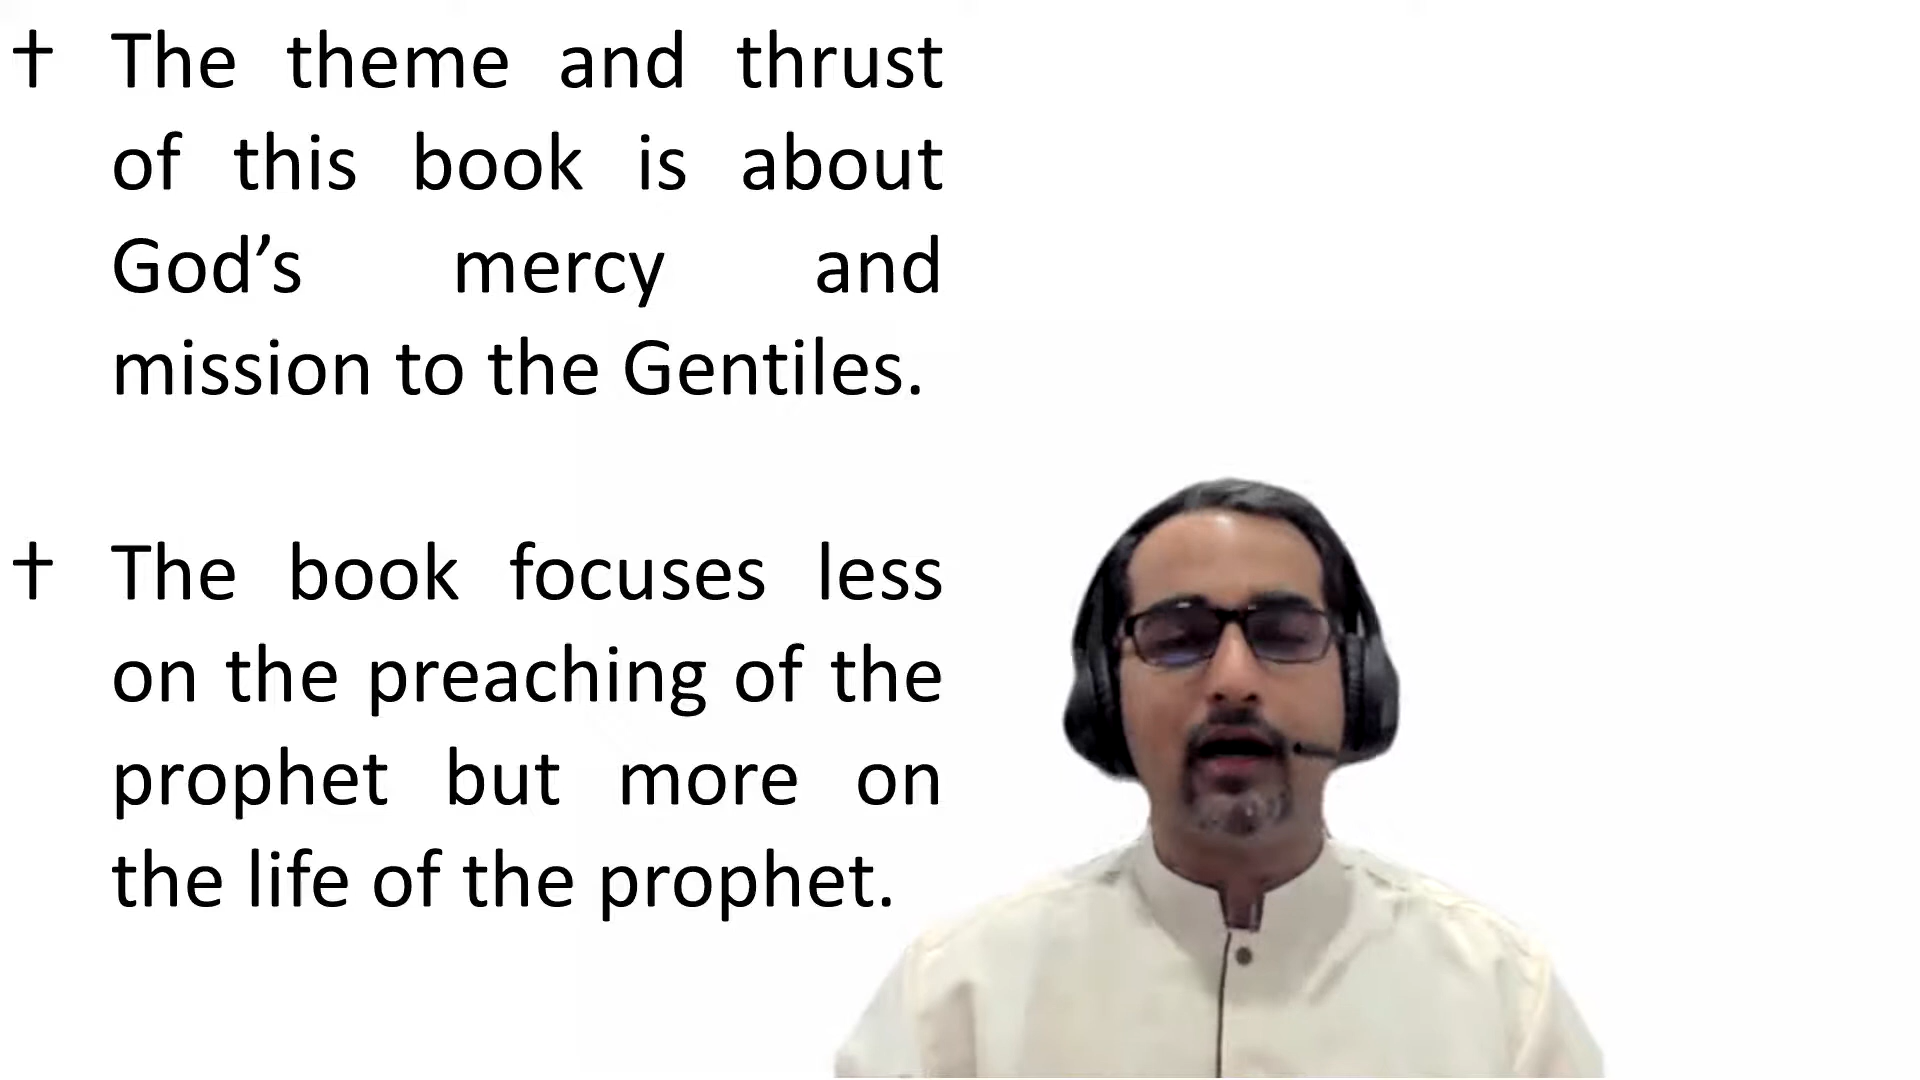 † The theme and thrust
of this book is about
God’s mercy and
mission to the Gentiles.
† The book focuses less
on the preaching of the
prophet but more on
the life of the prophet.